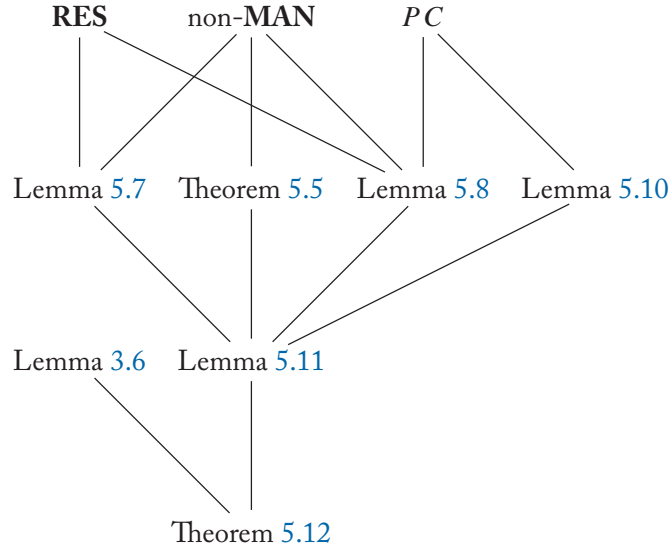 RES non-MAN PC
Lemma 5.7 Theorem 5.5 Lemma 5.8 Lemma 5.10
Lemma 3.6 Lemma 5.11
Theorem 5.12